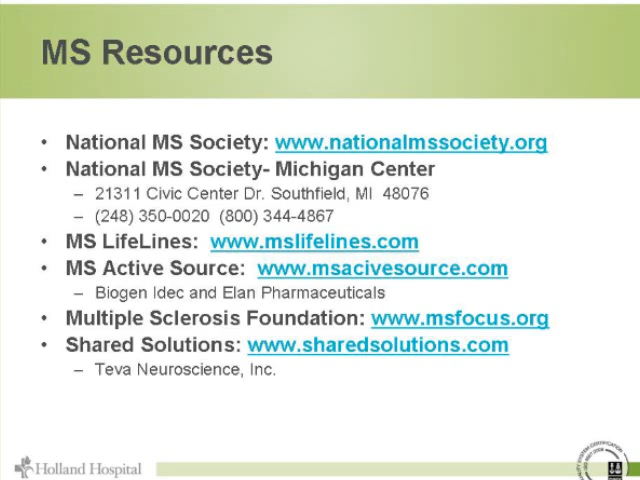 MS Resources
• National MS Society: www.nationalmssociety.org
• National MS Society- Michigan Center
– 21311 Civic Center Dr. Southfield, MI 48076
– (248) 350-0020 (800) 344-4867
• MS LifeLines: www.mslifelines.com
• MS Active Source: www.msacivesource.com
– Biogen Idec and Elan Pharmaceuticals
• Multiple Sclerosis Foundation: www.msfocus.org
• Shared Solutions: www.sharedsolutions.com
– Teva Neuroscience, Inc.
Holland Hospital